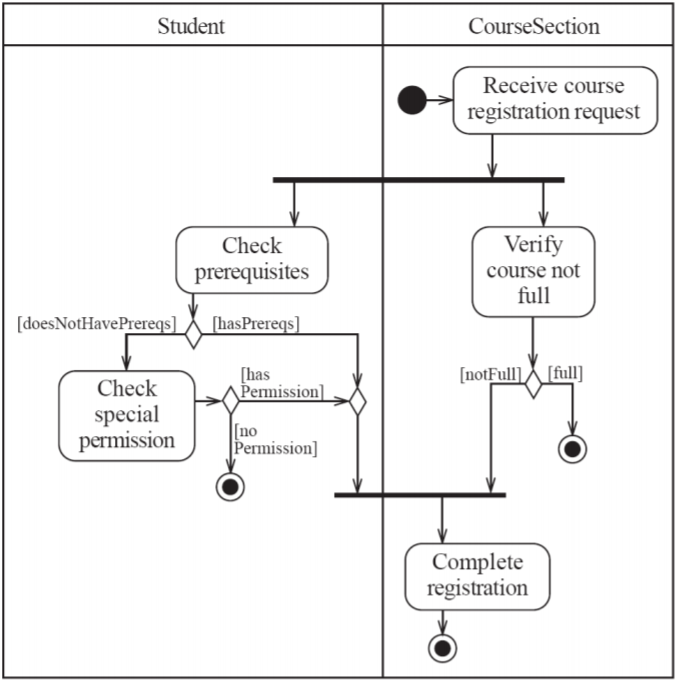 Student
CourseSection
Receive course
registration request
Check
prerequisites
Verify
course not
full
[doesNotHavePrereqs]
[hasPrereqs]
[notFull]
[full]
Check
special
permission
[has
Permission]
[no
Permission]
Complete
registration